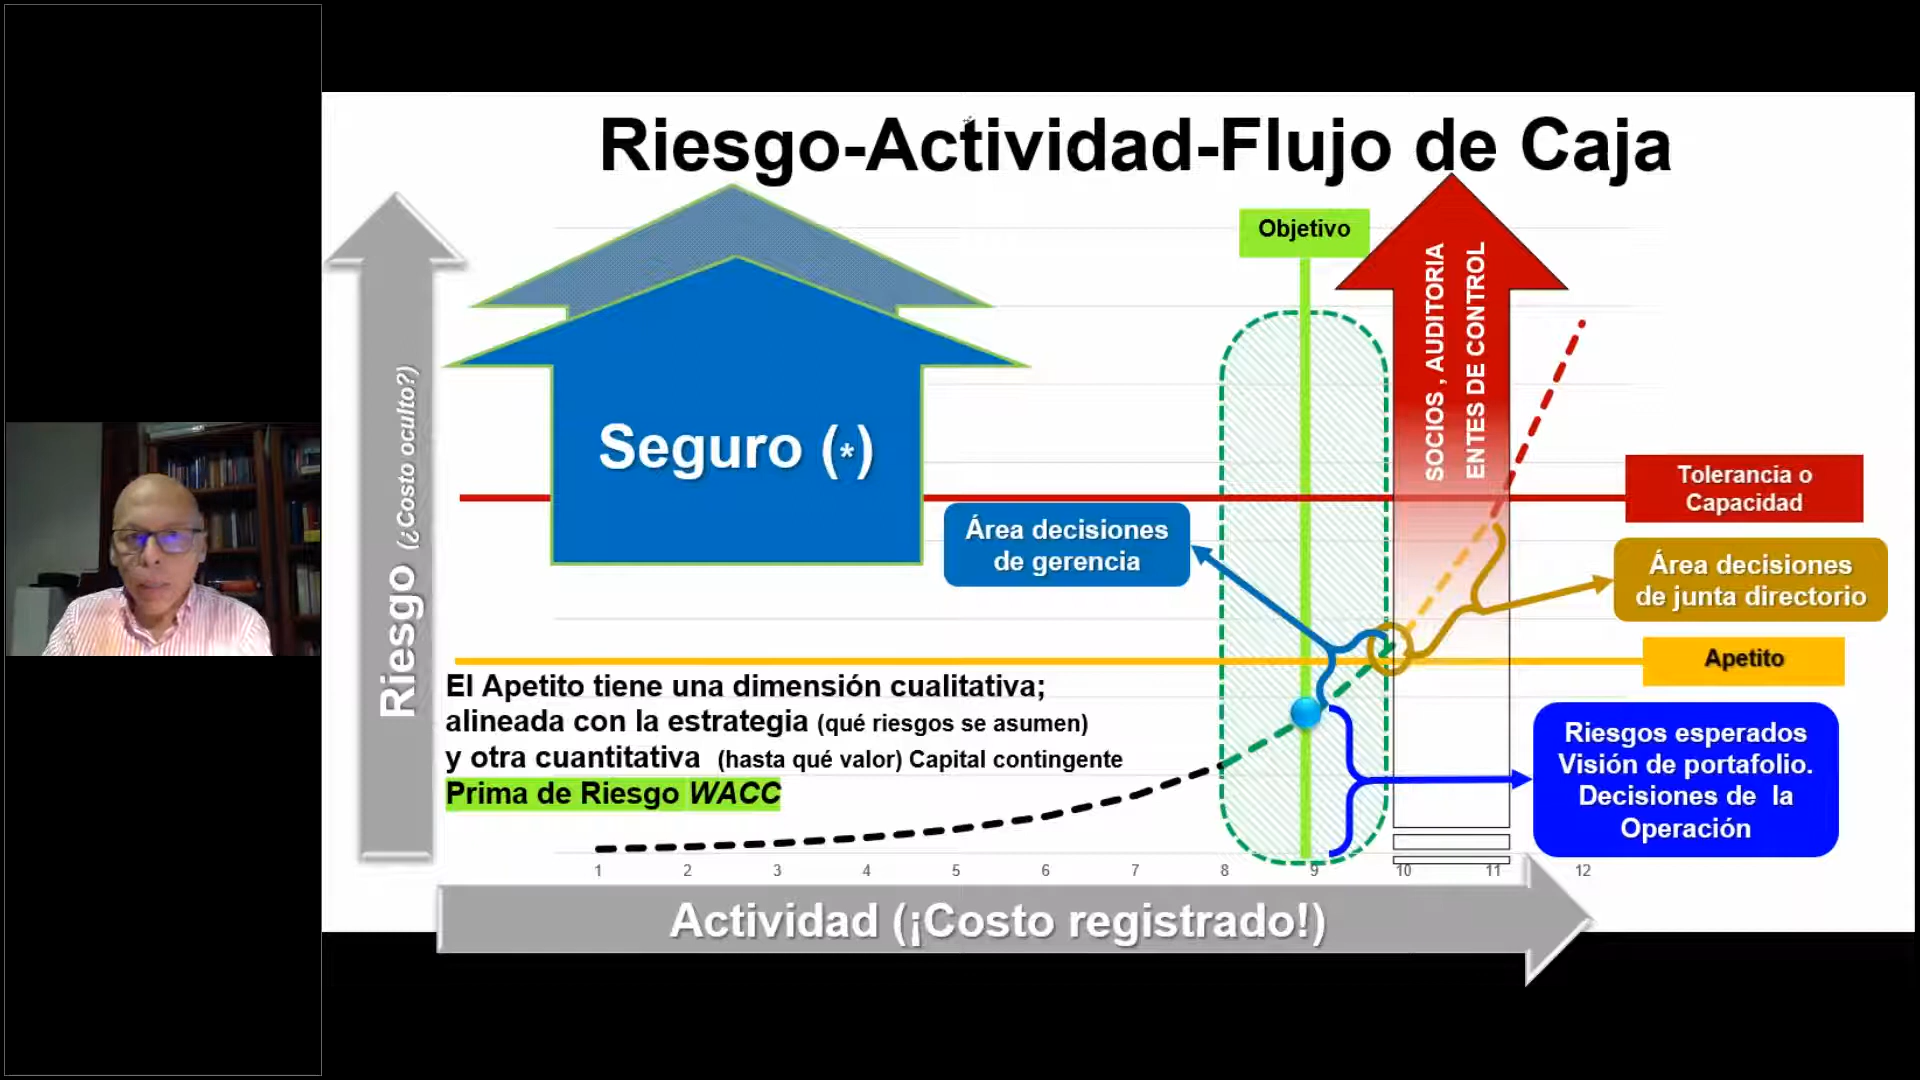 Riesgo-Actividad-Flujo de Caja
Objetivo
SOCIOS , AUDITORIA
ENTES DE CONTROL
Riesgo (¿Costo oculto?)
Seguro (*)
Tolerancia o
Capacidad
Área decisiones
de gerencia
Área decisiones
de junta directorio
Apetito
El Apetito tiene una dimensión cualitativa;
alineada con la estrategia (qué riesgos se asumen)
y otra cuantitativa (hasta qué valor) Capital contingente
Prima de Riesgo WACC
Riesgos esperados
Visión de portafolio.
Decisiones de la
Operación
1 2 3 4 5 6 7 8 9 10 11 12
Actividad (¡Costo registrado!)